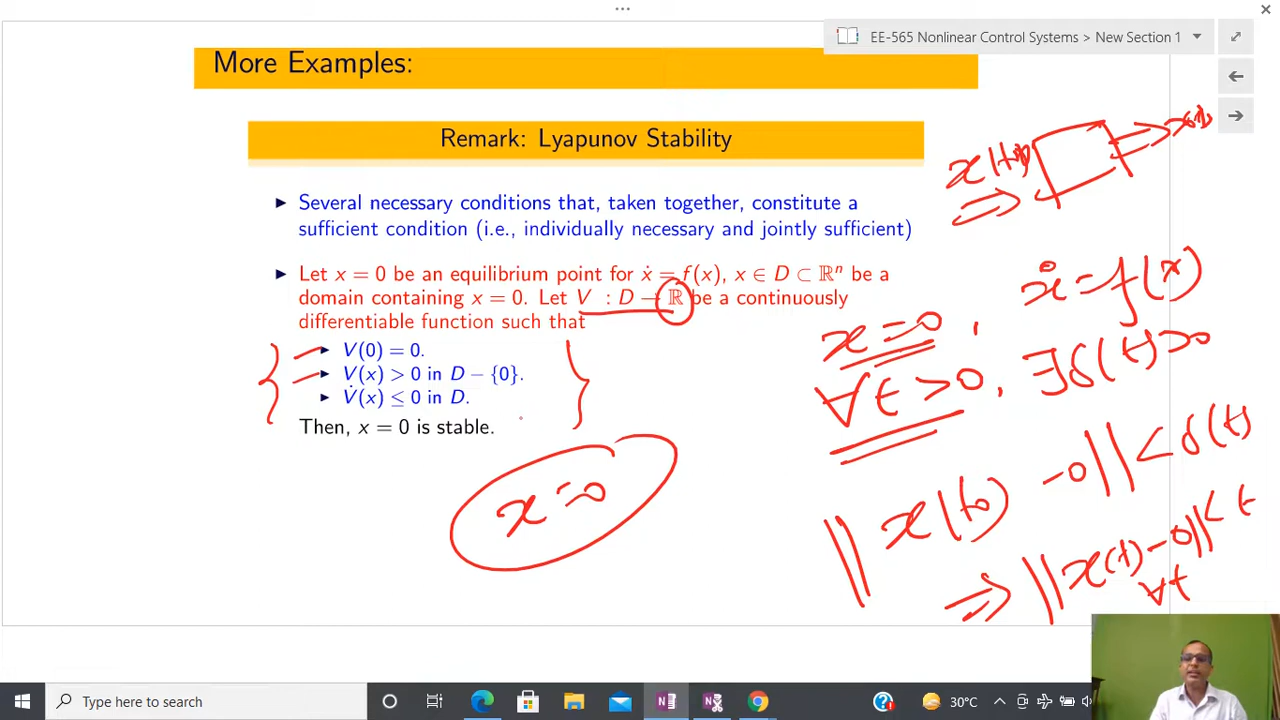 EE-565 Nonlinear Control Systems > New Section 1
More Examples:
Remark: Lyapunov Stability
► Several necessary conditions that, taken together, constitute a
sufficient condition (i.e., individually necessary and jointly sufficient)
► Let x = 0 be an equilibrium point for ẋ = f(x), x ∈ D ⊂ ℝⁿ be a
domain containing x = 0. Let V : D → ℝ be a continuously
differentiable function such that
► V(0) = 0.
► V(x) > 0 in D − {0}.
► V̇(x) ≤ 0 in D.
Then, x = 0 is stable.
x=0
ẋ = f(x)
x=0,
∀ϵ>0, ∃δ(ϵ)>0
||x(t0) −0|| < δ(ϵ)
⇒ ||x(t)−0|| < ϵ
∀t
Type here to search
30°C